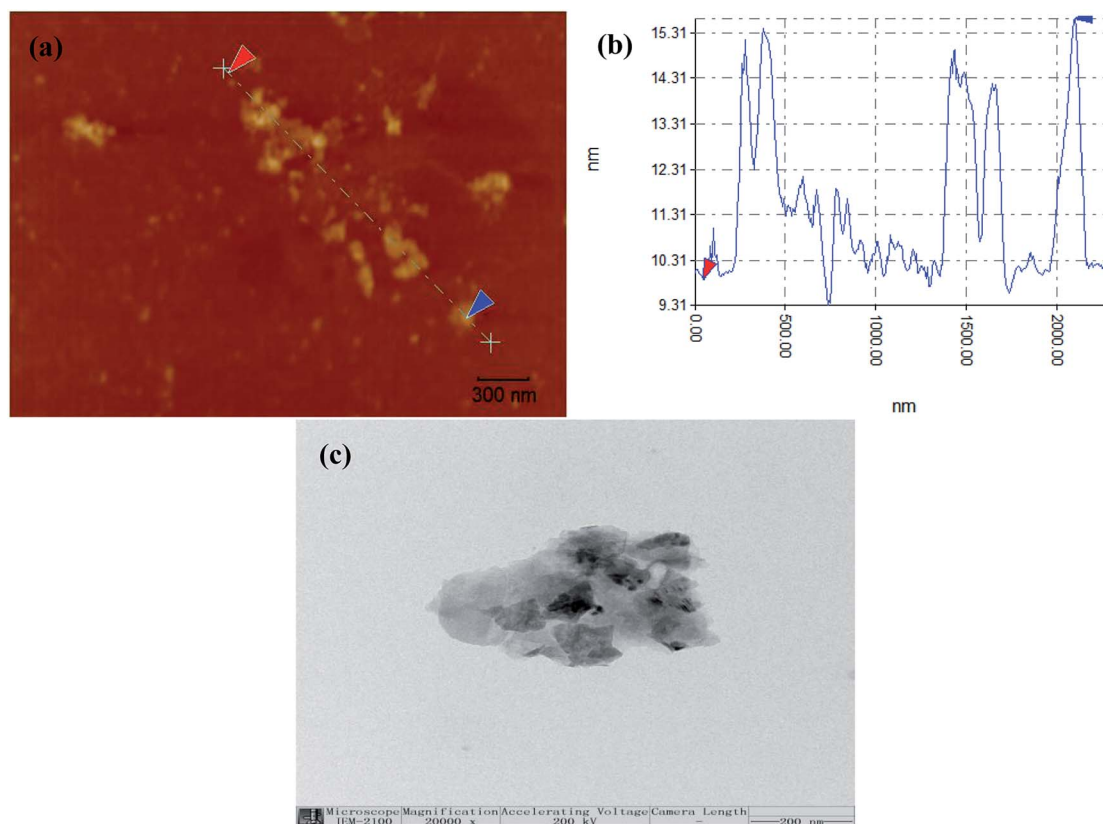 (a)
300 nm
(b)
nm
15.31
14.31
13.31
12.31
11.31
10.31
9.31
0.00
500.00
1000.00
1500.00
2000.00
nm
(c)
Microscope Magnification Accelerating Voltage Camera Length
JEM-2100 20000 x 200 kV - 200 nm